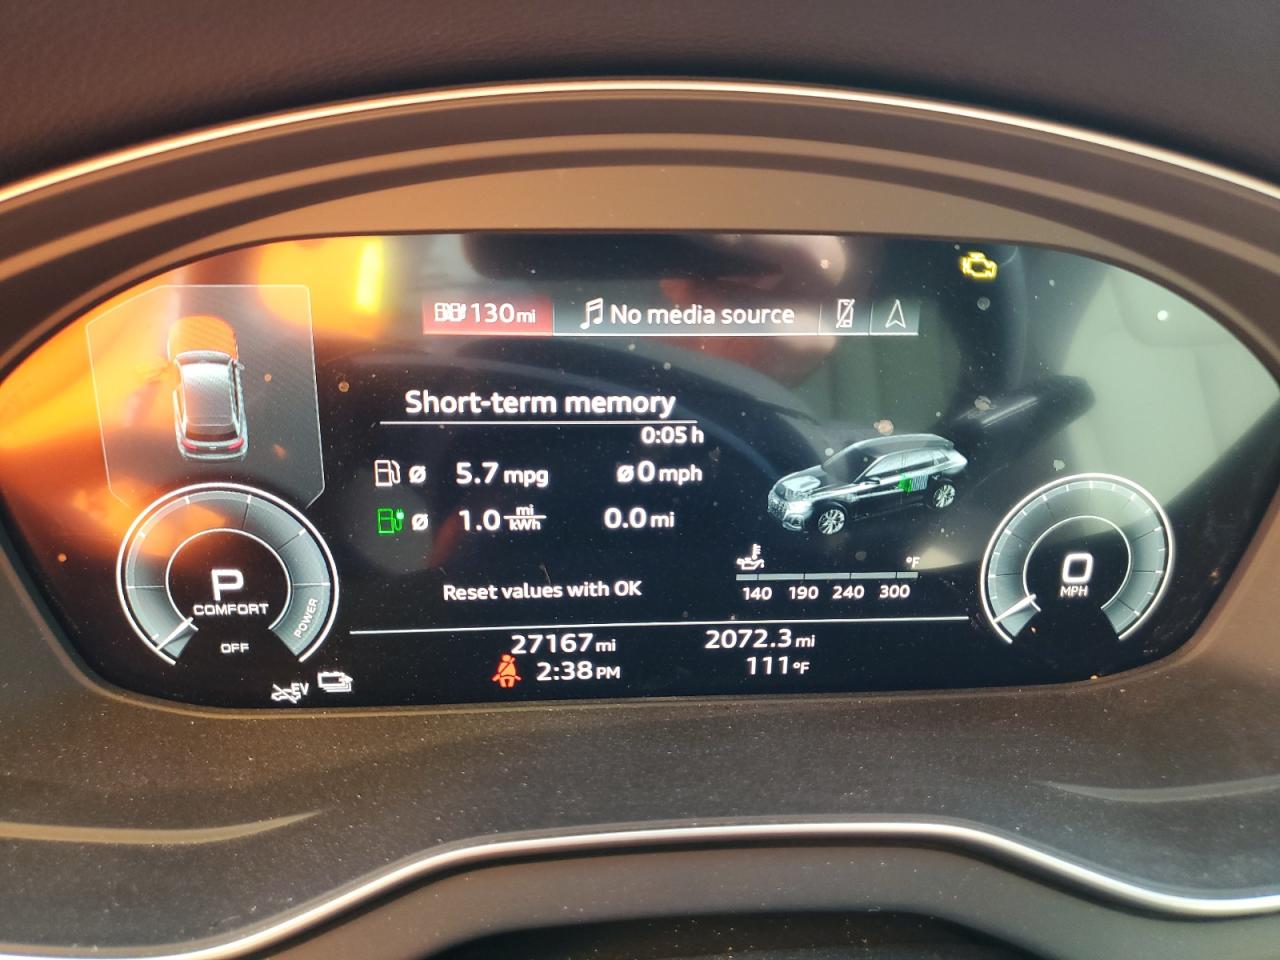 130mi
No media source
Short-term memory
0:05 h
ø 5.7 mpg
ø0 mph
ø 1.0 mi/kWh
0.0 mi
°F
140 190 240 300
Reset values with OK
P
COMFORT
POWER
OFF
0
MPH
27167 mi
2072.3 mi
2:38 PM
111°F
EV